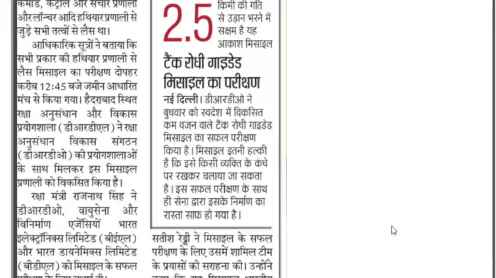 कमांड, कंट्रोल और संचार प्रणाली
और लॉन्चर आदि हथियार प्रणाली से
जुड़े सभी तत्वों से लैस था।
आधिकारिक सूत्रों ने बताया कि
सभी प्रकार की हथियार प्रणाली से
लैस मिसाइल का परीक्षण दोपहर
करीब 12:45 बजे जमीन आधारित
मंच से किया गया। हैदराबाद स्थित
रक्षा अनुसंधान और विकास
प्रयोगशाला (डीआरडीएल) ने रक्षा
अनुसंधान विकास संगठन
(डीआरडीओ) की प्रयोगशालाओं
के साथ मिलकर इस मिसाइल
प्रणाली को विकसित किया है।
रक्षा मंत्री राजनाथ सिंह ने
डीआरडीओ, वायुसेना और
विनिर्माण एजेंसियों भारत
इलेक्ट्रॉनिक्स लिमिटेड (बीईएल)
और भारत डायनेमिक्स लिमिटेड
(बीडीएल) को मिसाइल के सफल
2.5
किमी की गति
से उड़ान भरने में
सक्षम है यह
आकाश मिसाइल
टैंक रोधी गाइडेड
मिसाइल का परीक्षण
नई दिल्ली। डीआरडीओ ने
बुधवार को स्वदेश में विकसित
कम वजन वाले टैंक रोधी गाइडेड
मिसाइल का सफल परीक्षण
किया है। मिसाइल इतनी हल्की
है कि इसे किसी व्यक्ति के कंधे
पर रखकर चलाया जा सकता
है। इस सफल परीक्षण के साथ
ही सेना द्वारा इसके निर्माण का
रास्ता साफ हो गया है।
सतीश रेड्डी ने मिसाइल के सफल
परीक्षण के लिए उसमें शामिल टीम
के प्रयासों की सराहना की। उन्होंने